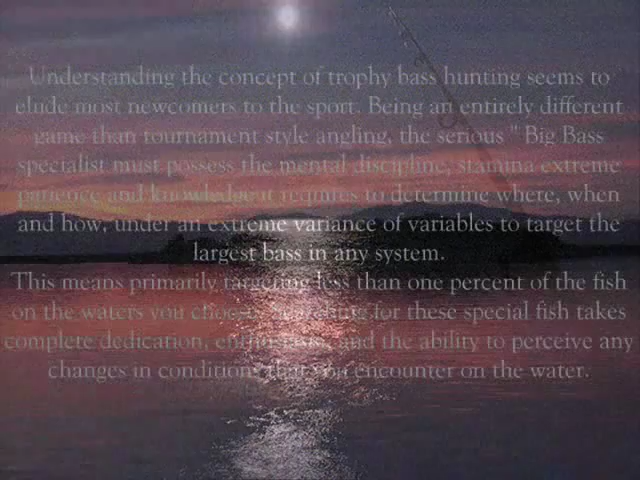 Understanding the concept of trophy bass hunting seems to
elude most newcomers to the sport. Being an entirely different
game than tournament style angling, the serious " Big Bass
specialist must possess the mental discipline, stamina extreme
patience and knowledge it requires to determine where, when
and how, under an extreme variance of variables to target the
largest bass in any system.
This means primarily targeting less than one percent of the fish
on the waters you choose. Searching for these special fish takes
complete dedication, enthusiasm, and the ability to perceive any
changes in conditions that you encounter on the water.